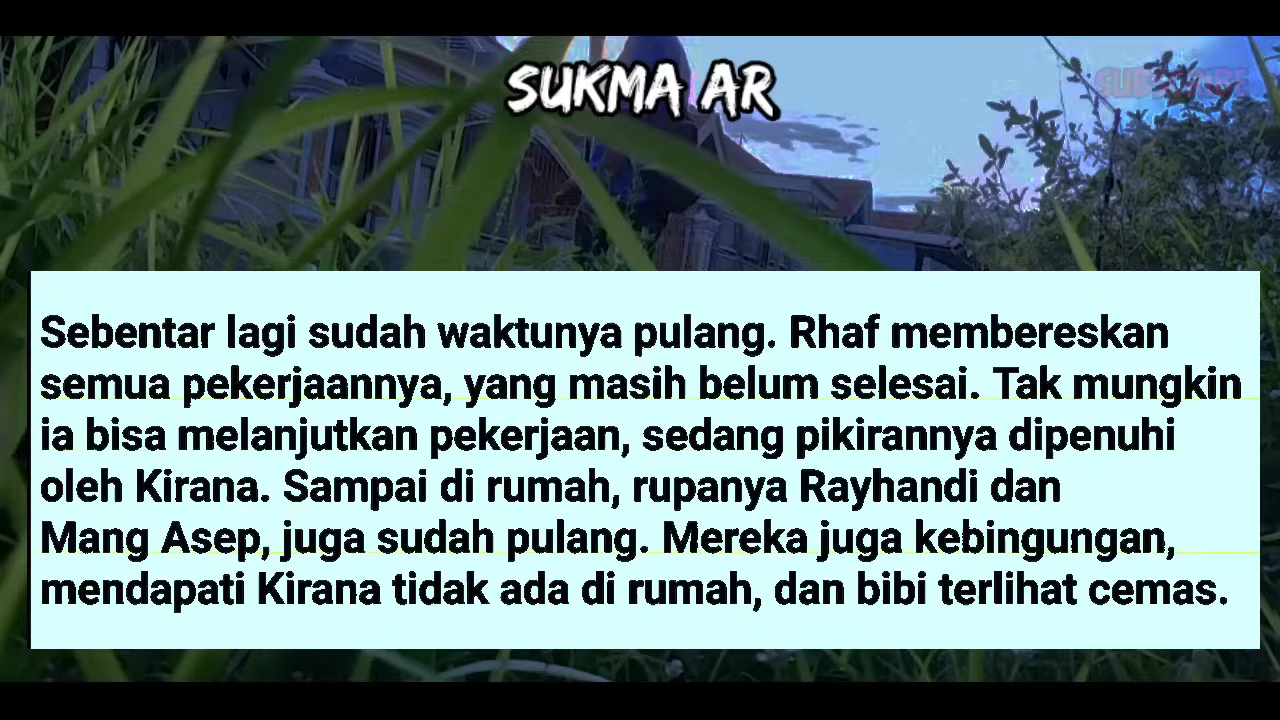 SUKMA AR
SUBSCRIBE
Sebentar lagi sudah waktunya pulang. Rhaf membereskan
semua pekerjaannya, yang masih belum selesai. Tak mungkin
ia bisa melanjutkan pekerjaan, sedang pikirannya dipenuhi
oleh Kirana. Sampai di rumah, rupanya Rayhandi dan
Mang Asep, juga sudah pulang. Mereka juga kebingungan,
mendapati Kirana tidak ada di rumah, dan bibi terlihat cemas.